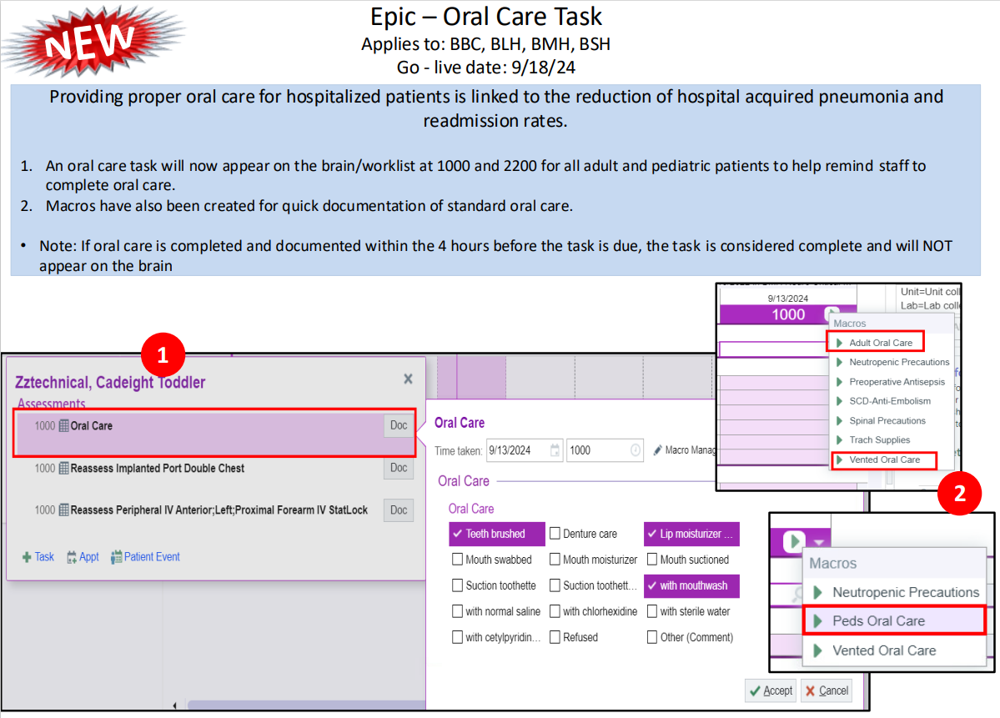 NEW
Epic – Oral Care Task
Applies to: BBC, BLH, BMH, BSH
Go - live date: 9/18/24
Providing proper oral care for hospitalized patients is linked to the reduction of hospital acquired pneumonia and
readmission rates.
1. An oral care task will now appear on the brain/worklist at 1000 and 2200 for all adult and pediatric patients to help remind staff to
complete oral care.
2. Macros have also been created for quick documentation of standard oral care.
• Note: If oral care is completed and documented within the 4 hours before the task is due, the task is considered complete and will NOT
appear on the brain
1
Zztechnical, Cadeight Toddler
Assessments
1000 Oral Care Doc
1000 Reassess Implanted Port Double Chest Doc
1000 Reassess Peripheral IV Anterior;Left;Proximal Forearm IV StatLock Doc
Task Appt Patient Event
Oral Care
Time taken: 9/13/2024 1000 Macro Manag
Oral Care
Oral Care
Teeth brushed Denture care Lip moisturizer ...
Mouth swabbed Mouth moisturizer Mouth suctioned
Suction toothette Suction toothett... with mouthwash
with normal saline with chlorhexidine with sterile water
with cetylpyridin... Refused Other (Comment)
Accept Cancel
9/13/2024
1000
Unit=Unit coll
Lab=Lab colle
Macros
Adult Oral Care
Neutropenic Precautions
Preoperative Antisepsis
SCD-Anti-Embolism
Spinal Precautions
Trach Supplies
Vented Oral Care
2
Macros
Neutropenic Precautions
Peds Oral Care
Vented Oral Care